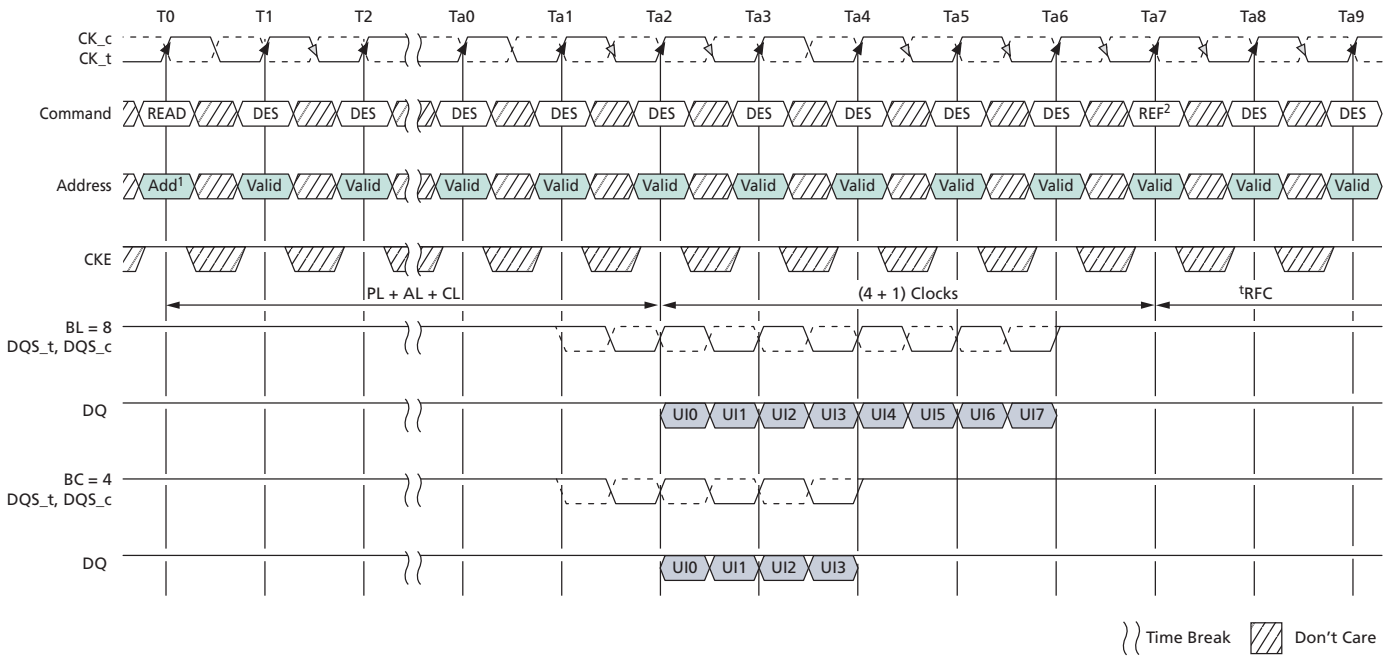 T0 T1 T2 Ta0 Ta1 Ta2 Ta3 Ta4 Ta5 Ta6 Ta7 Ta8 Ta9
CK_c
CK_t
Command READ DES DES DES DES DES DES DES DES DES REF² DES DES
Address Add¹ Valid Valid Valid Valid Valid Valid Valid Valid Valid Valid Valid Valid
CKE
PL + AL + CL (4 + 1) Clocks ᵗRFC
BL = 8
DQS_t, DQS_c
DQ UI0 UI1 UI2 UI3 UI4 UI5 UI6 UI7
BC = 4
DQS_t, DQS_c
DQ UI0 UI1 UI2 UI3
Time Break Don't Care